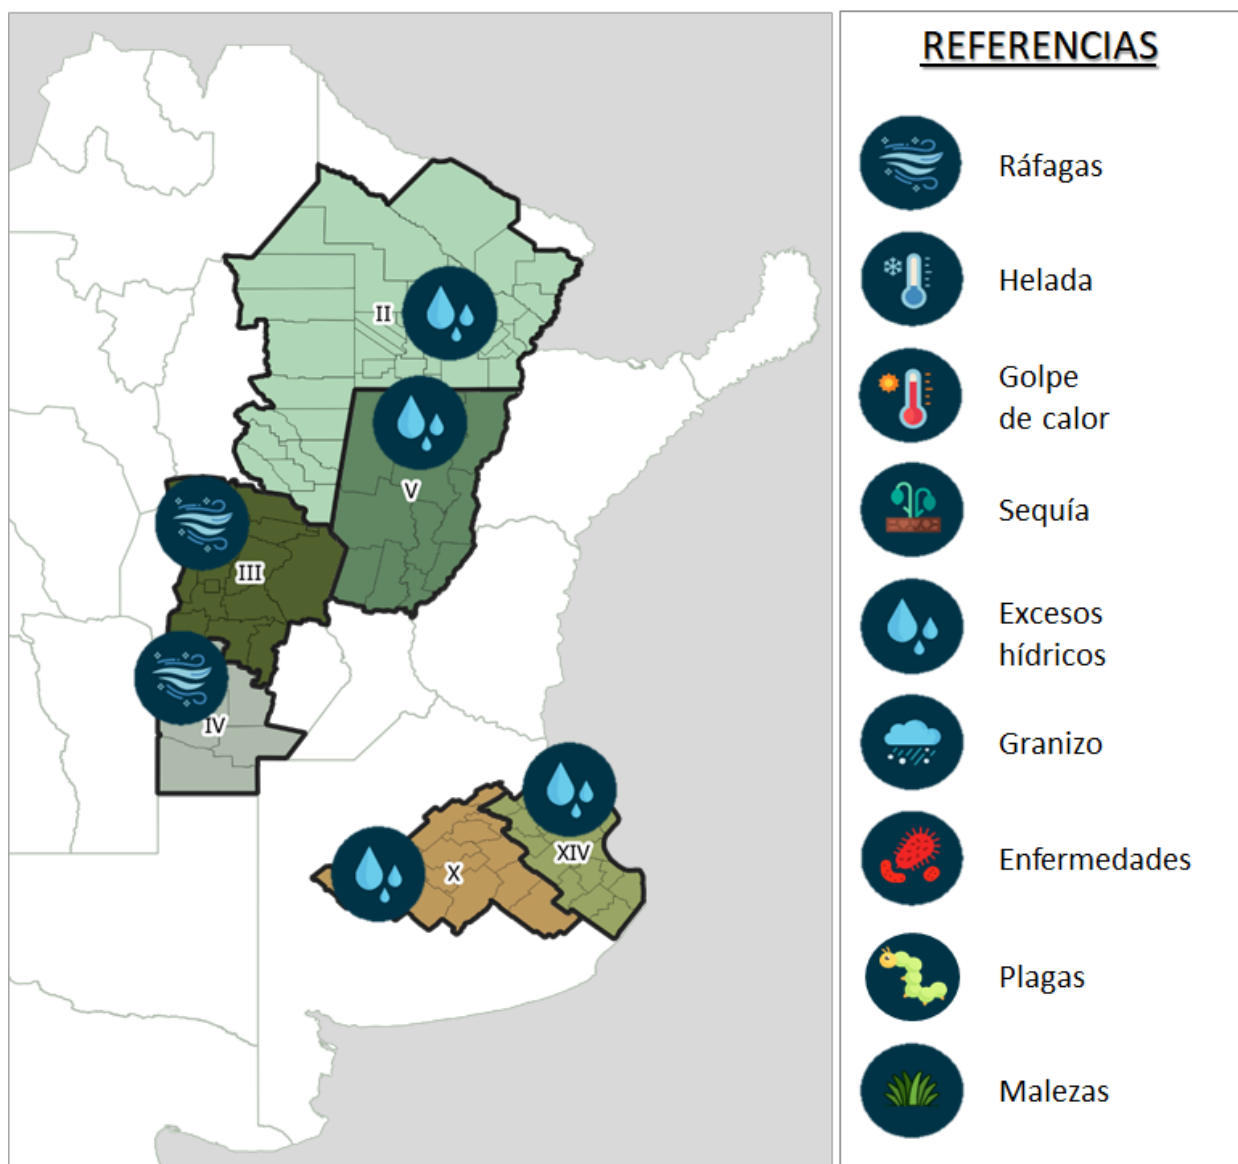 REFERENCIAS
Ráfagas
Helada
Golpe
de calor
Sequía
Excesos
hídricos
Granizo
Enfermedades
Plagas
Malezas
II
V
III
IV
XIV
X